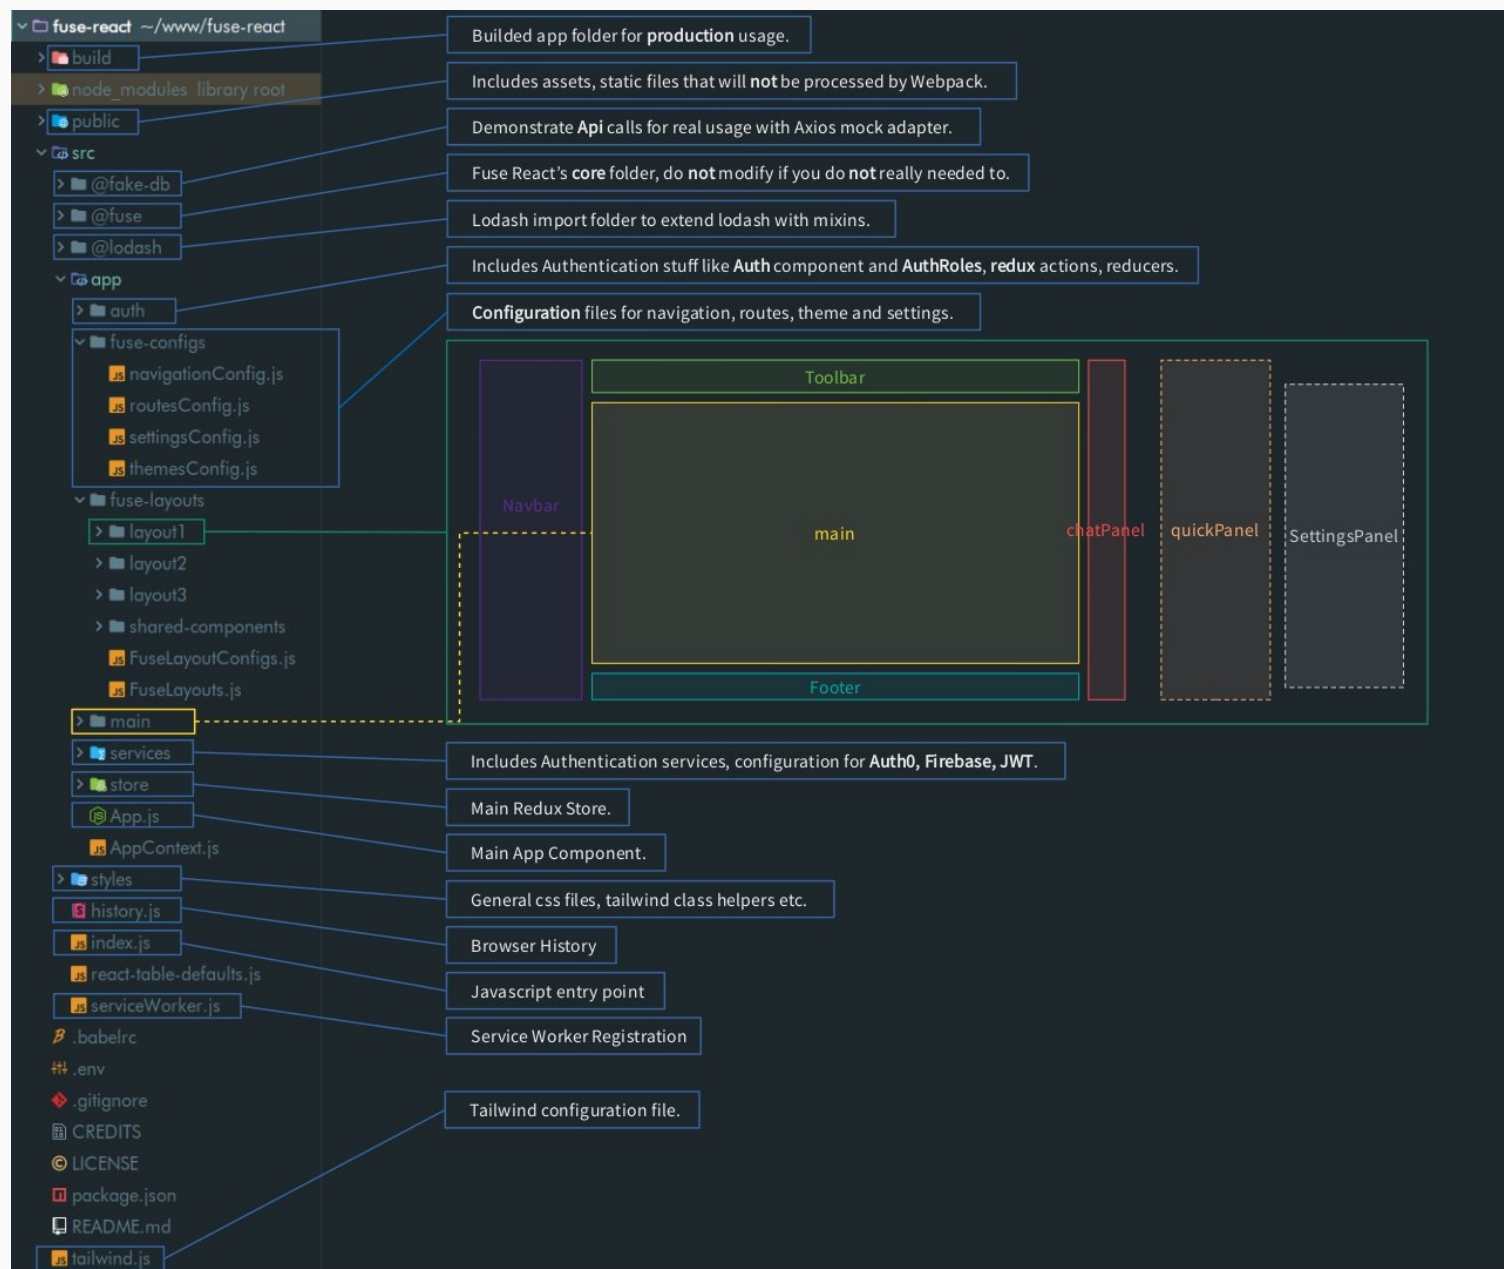 fuse-react ~/www/fuse-react
Builded app folder for production usage.
build
Includes assets, static files that will not be processed by Webpack.
node_modules library root
public
Demonstrate Api calls for real usage with Axios mock adapter.
src
Fuse React's core folder, do not modify if you do not really needed to.
@fake-db
@fuse
Lodash import folder to extend lodash with mixins.
@lodash
Includes Authentication stuff like Auth component and AuthRoles, redux actions, reducers.
app
auth
Configuration files for navigation, routes, theme and settings.
fuse-configs
navigationConfig.js
routesConfig.js
settingsConfig.js
themesConfig.js
fuse-layouts
layout1
layout2
layout3
shared-components
FuseLayoutConfigs.js
FuseLayouts.js
Toolbar
Navbar
main
chatPanel
quickPanel
SettingsPanel
Footer
main
services
Includes Authentication services, configuration for Auth0, Firebase, JWT.
store
Main Redux Store.
App.js
AppContext.js
Main App Component.
styles
General css files, tailwind class helpers etc.
history.js
Browser History
index.js
react-table-defaults.js
Javascript entry point
serviceWorker.js
Service Worker Registration
.babelrc
.env
.gitignore
Tailwind configuration file.
CREDITS
LICENSE
package.json
README.md
tailwind.js